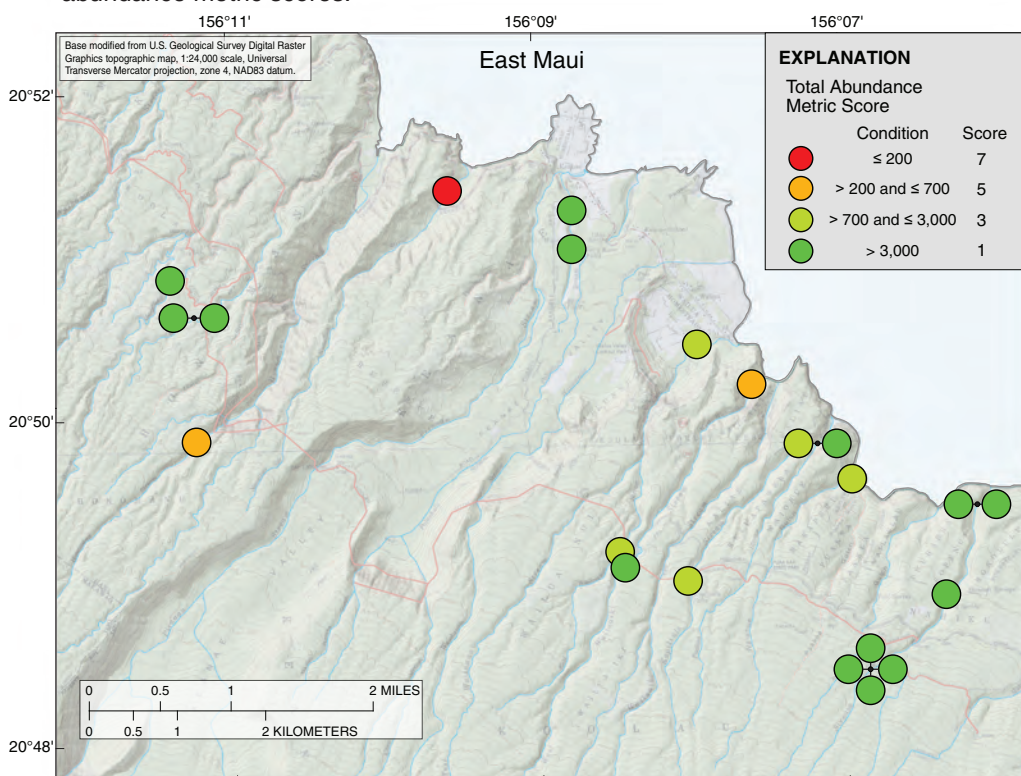 abundance metric scores.
156°11'
156°09'
156°07'
Base modified from U.S. Geological Survey Digital Raster
Graphics topographic map, 1:24,000 scale, Universal
Transverse Mercator projection, zone 4, NAD83 datum.
East Maui
EXPLANATION
Total Abundance
Metric Score
Condition Score
≤ 200 7
> 200 and ≤ 700 5
> 700 and ≤ 3,000 3
> 3,000 1
20°52'
20°50'
20°48'
0 0.5 1 2 MILES
0 0.5 1 2 KILOMETERS